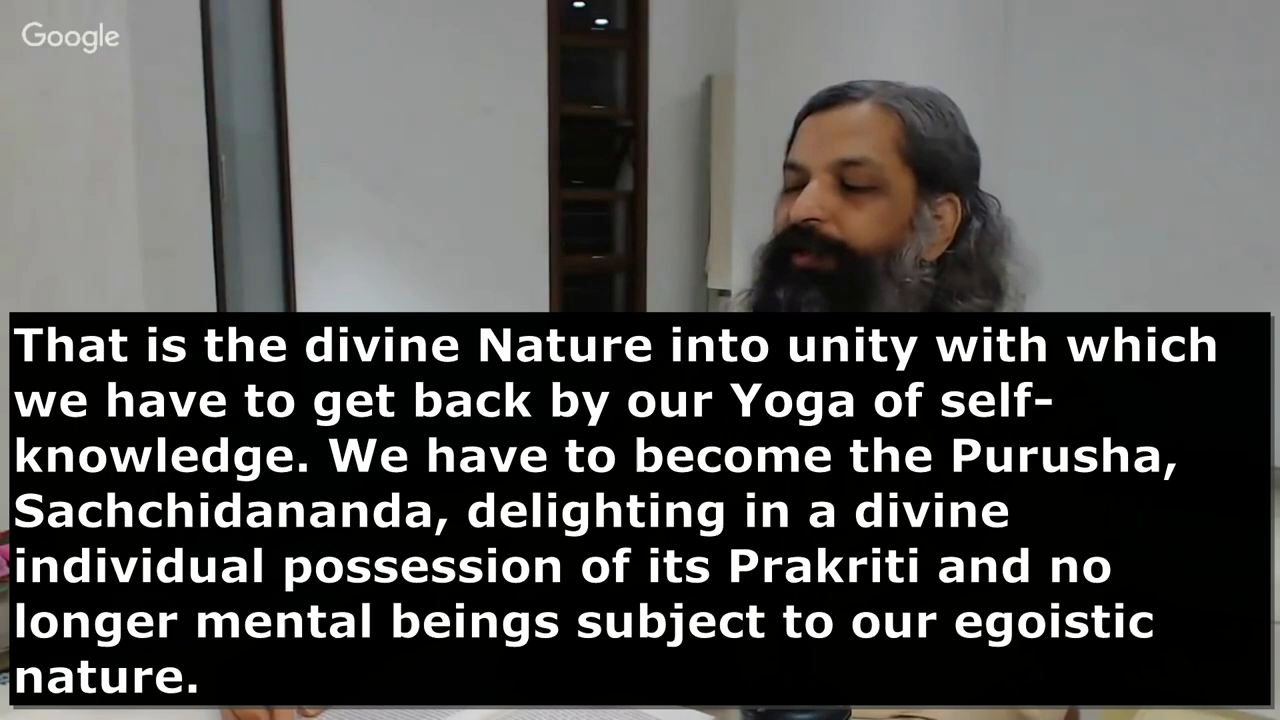 Google
That is the divine Nature into unity with which
we have to get back by our Yoga of self-
knowledge. We have to become the Purusha,
Sachchidananda, delighting in a divine
individual possession of its Prakriti and no
longer mental beings subject to our egoistic
nature.